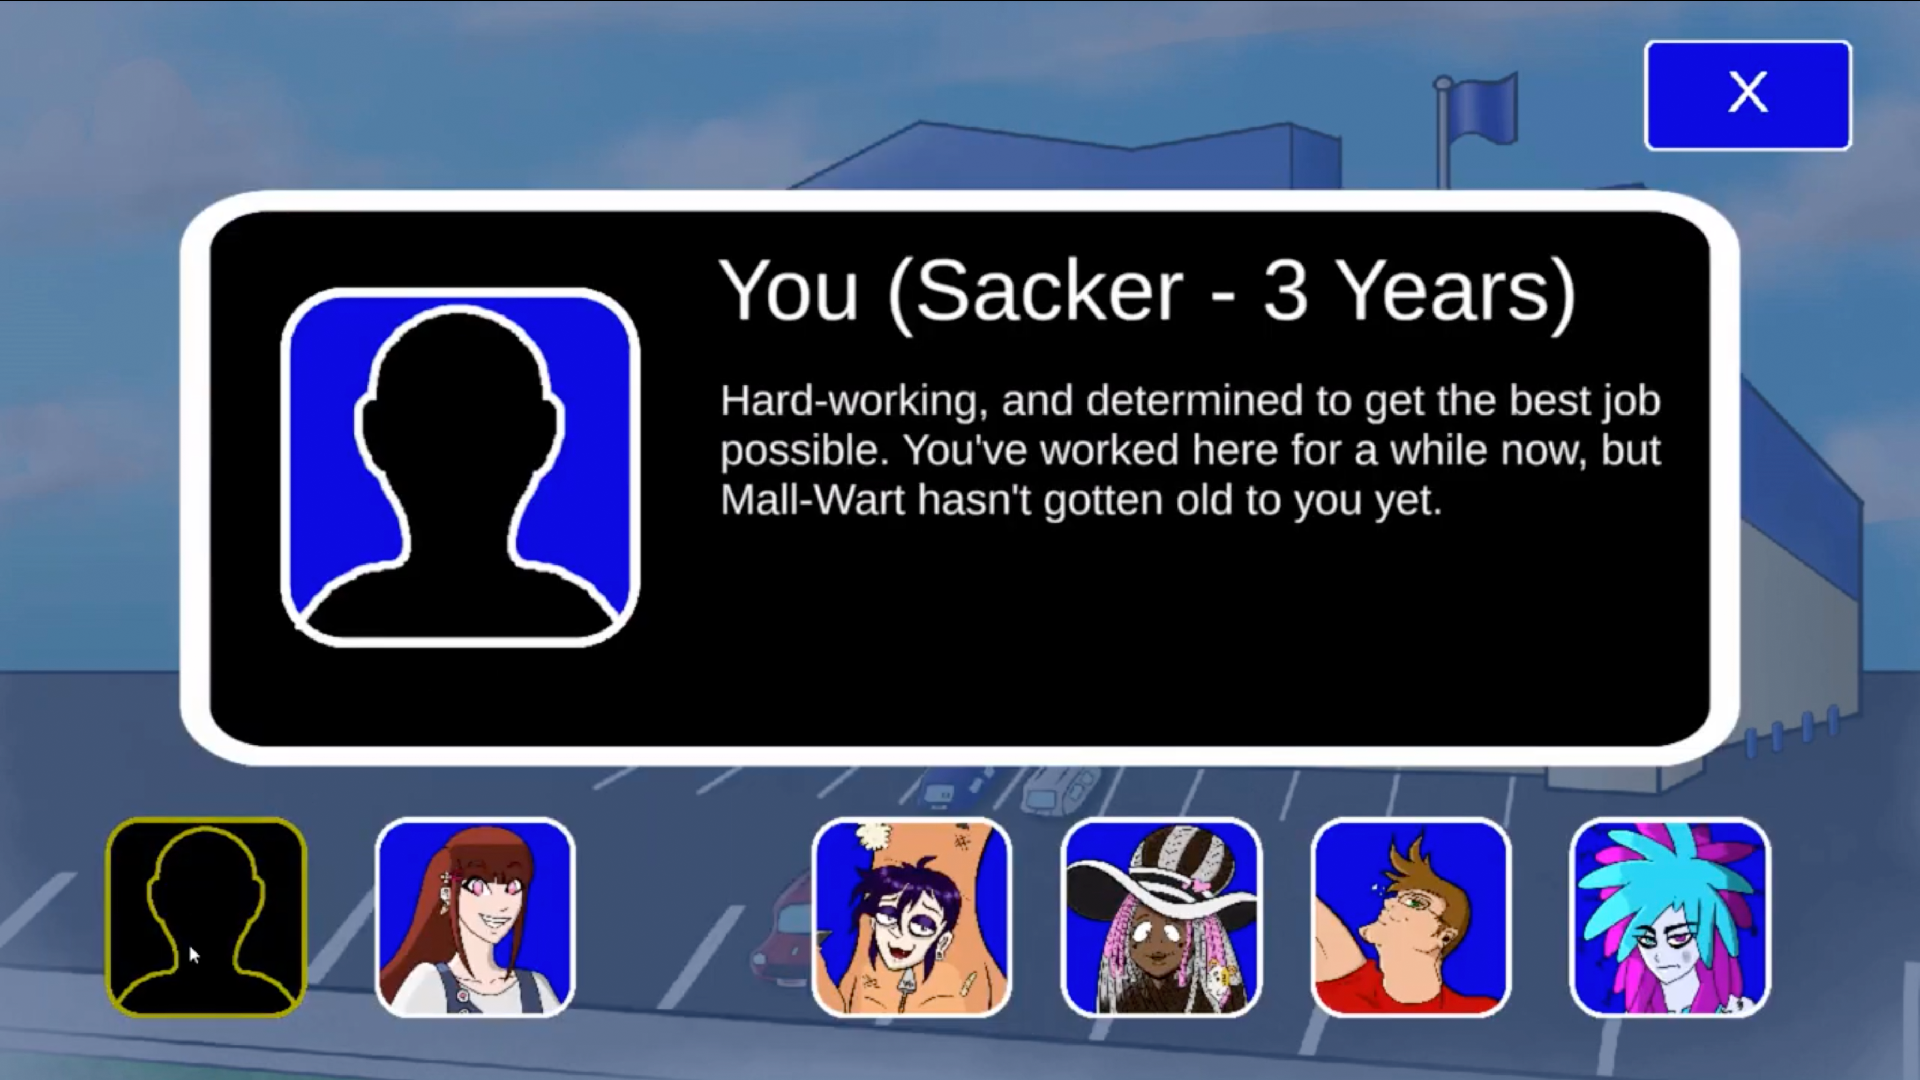 X
You (Sacker - 3 Years)
Hard-working, and determined to get the best job
possible. You've worked here for a while now, but
Mall-Wart hasn't gotten old to you yet.